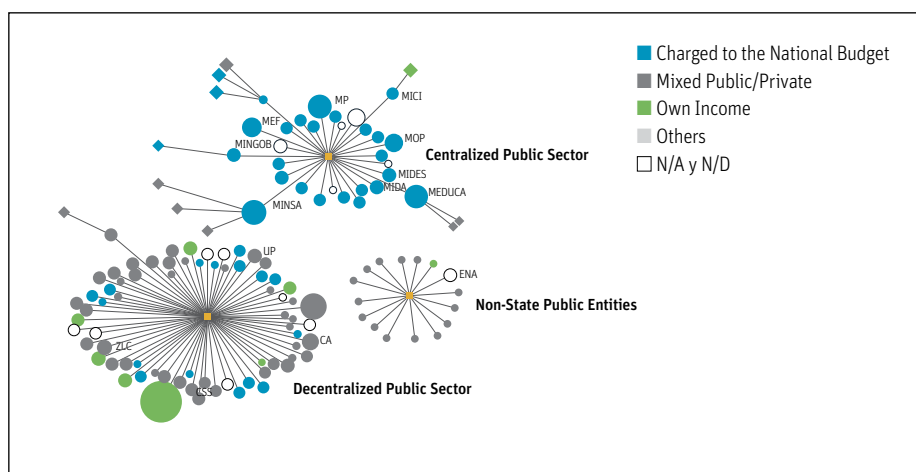 Charged to the National Budget
Mixed Public/Private
Own Income
Others
N/A y N/D
MP
MICI
MEF
MOP
MINGOB
Centralized Public Sector
MIDES
MIDA
MEDUCA
MINSA
UP
ENA
Non-State Public Entities
CA
ZLC
Decentralized Public Sector
CSS